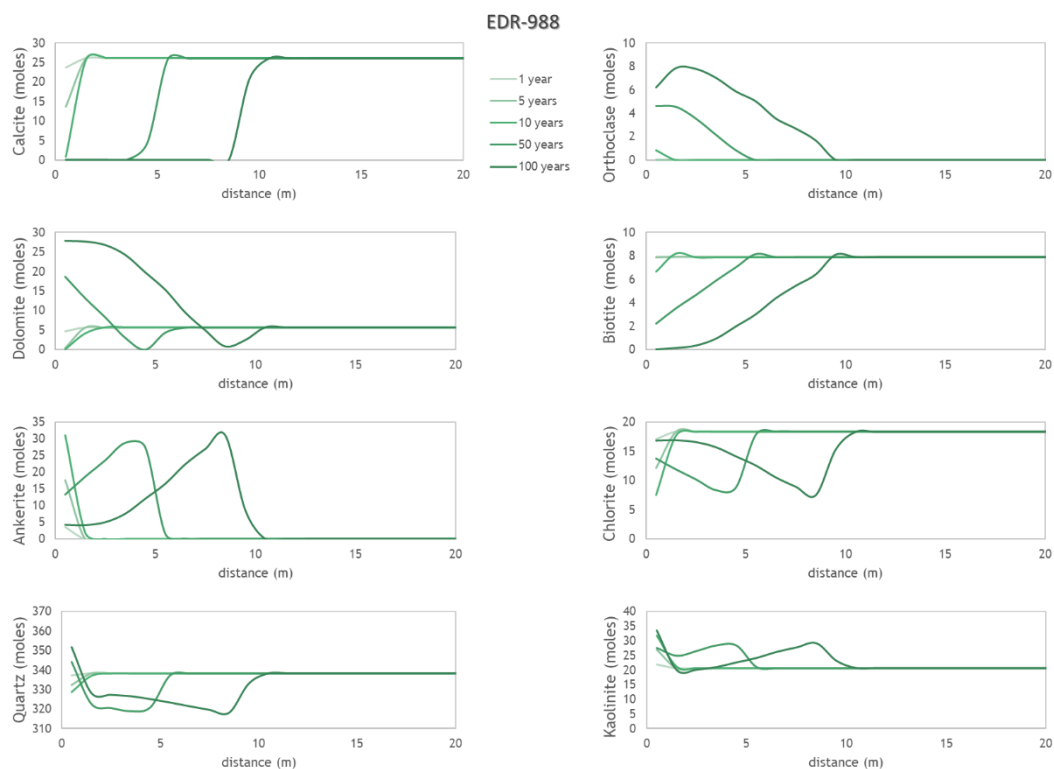 EDR-988
Calcite (moles)
30
25
20
15
10
5
0
0 5 10 15 20
distance (m)
1 year
5 years
10 years
50 years
100 years
Orthoclase (moles)
10
8
6
4
2
0
0 5 10 15 20
distance (m)
Dolomite (moles)
30
25
20
15
10
5
0
0 5 10 15 20
distance (m)
Biotite (moles)
10
8
6
4
2
0
0 5 10 15 20
distance (m)
Ankerite (moles)
35
30
25
20
15
10
5
0
0 5 10 15 20
distance (m)
Chlorite (moles)
20
15
10
5
0
0 5 10 15 20
distance (m)
Quartz (moles)
370
360
350
340
330
320
310
0 5 10 15 20
distance (m)
Kaolinite (moles)
40
35
30
25
20
15
10
5
0
0 5 10 15 20
distance (m)